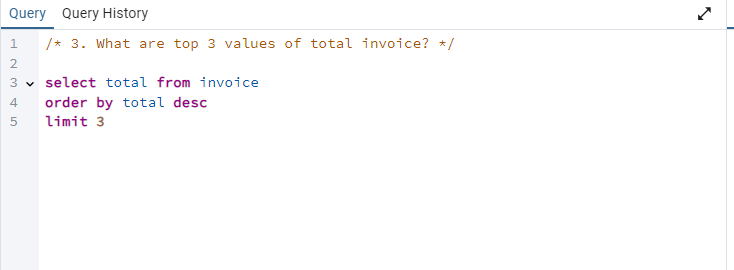 Query Query History
1 /* 3. What are top 3 values of total invoice? */
2
3 select total from invoice
4 order by total desc
5 limit 3